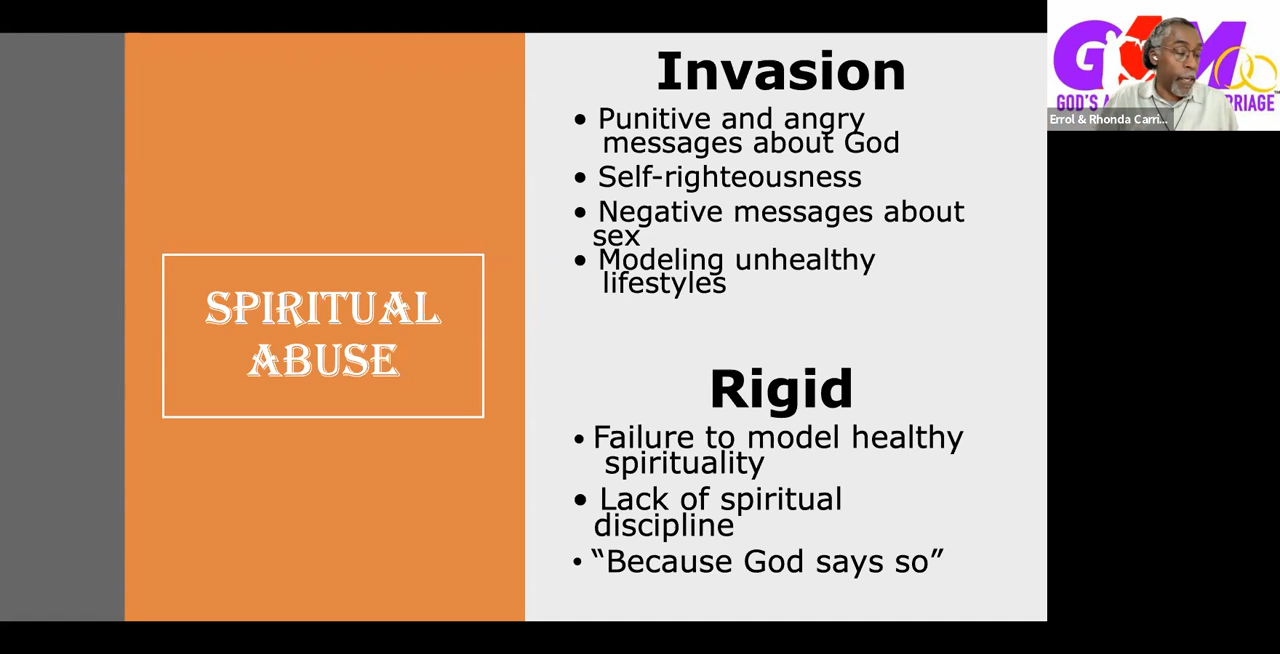 SPIRITUAL
ABUSE
Invasion
• Punitive and angry
messages about God
• Self-righteousness
• Negative messages about
sex
• Modeling unhealthy
lifestyles
Rigid
• Failure to model healthy
spirituality
• Lack of spiritual
discipline
• “Because God says so”
GOD'S
Errol & Rhonda Carri...